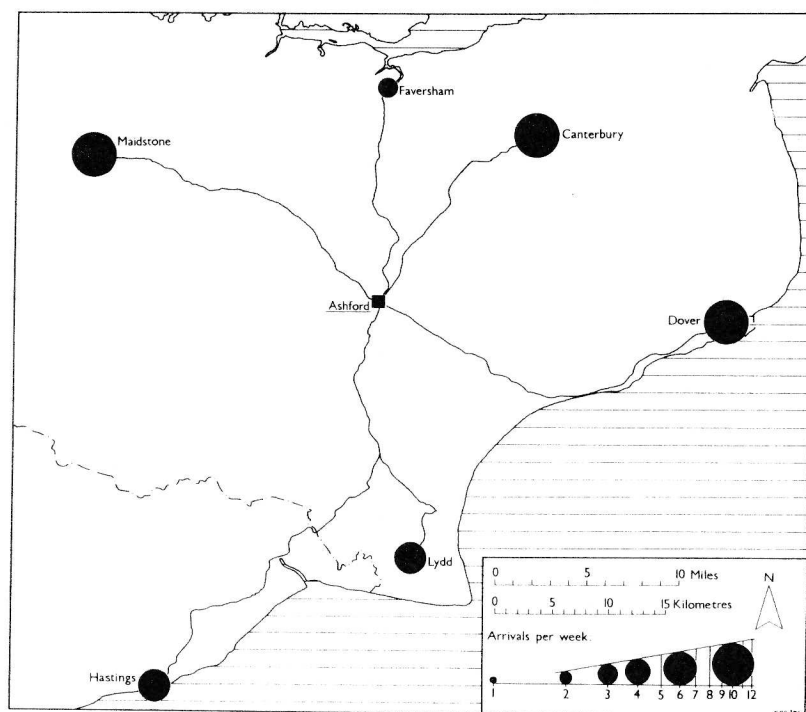 Faversham
Maidstone
Canterbury
Ashford
Dover
Lydd
Hastings
0 5 10 Miles
N
0 5 10 15 Kilometres
Arrivals per week.
1 2 3 4 5 6 7 8 9 10 12